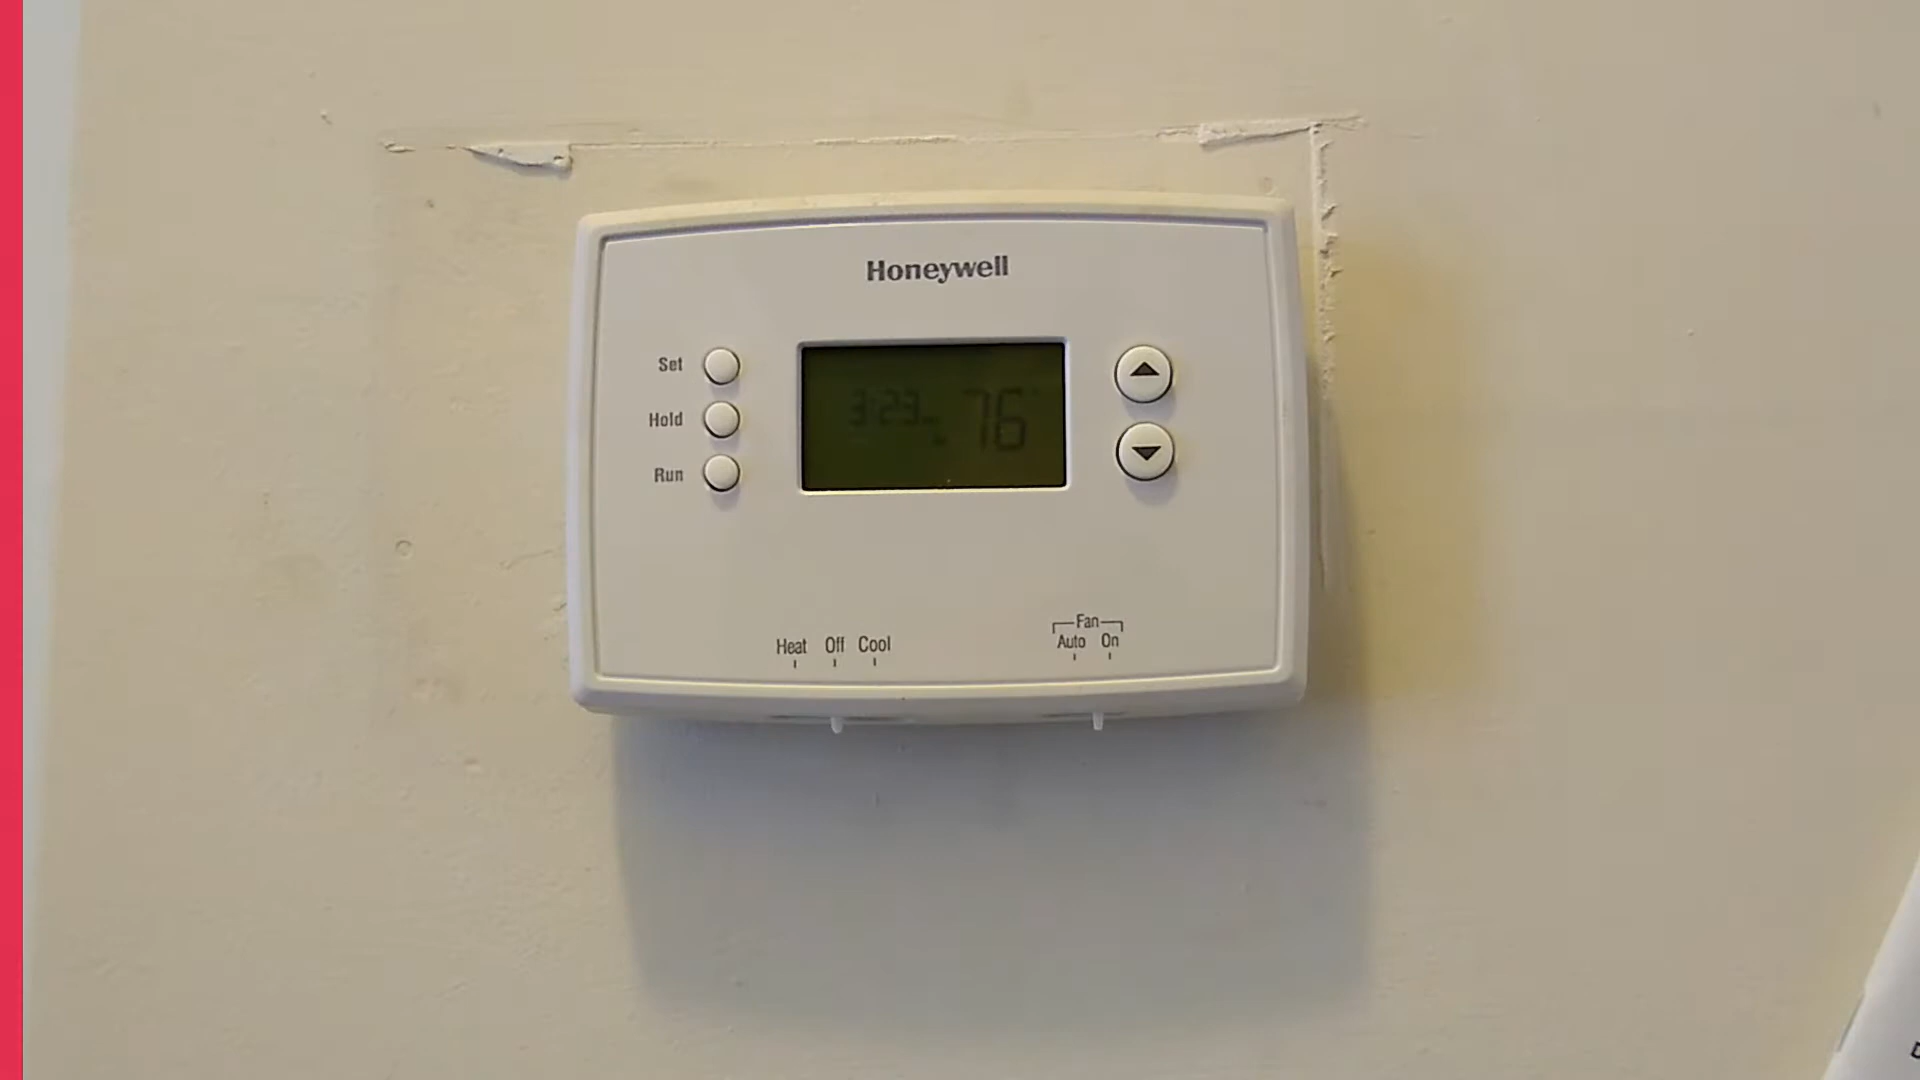 Honeywell
Set
Hold
Run
3:23
76
Heat Off Cool
Fan
Auto On